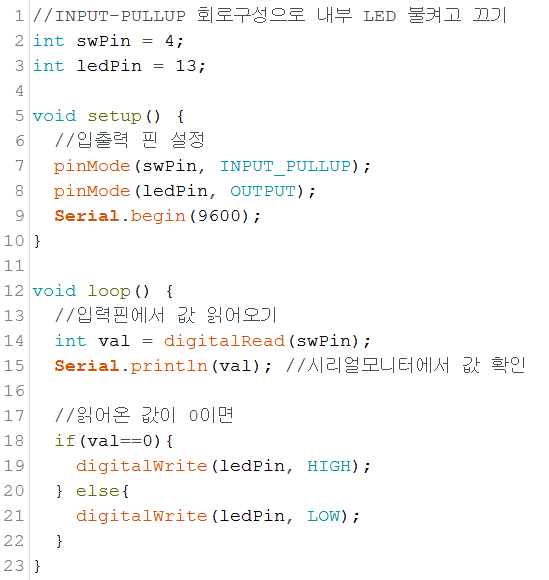 1 //INPUT-PULLUP 회로구성으로 내부 LED 불켜고 끄기
2 int swPin = 4;
3 int ledPin = 13;
4
5 void setup() {
6   //입출력 핀 설정
7   pinMode(swPin, INPUT_PULLUP);
8   pinMode(ledPin, OUTPUT);
9   Serial.begin(9600);
10 }
11
12 void loop() {
13   //입력핀에서 값 읽어오기
14   int val = digitalRead(swPin);
15   Serial.println(val); //시리얼모니터에서 값 확인
16
17   //읽어온 값이 0이면
18   if(val==0){
19     digitalWrite(ledPin, HIGH);
20   } else{
21     digitalWrite(ledPin, LOW);
22   }
23 }